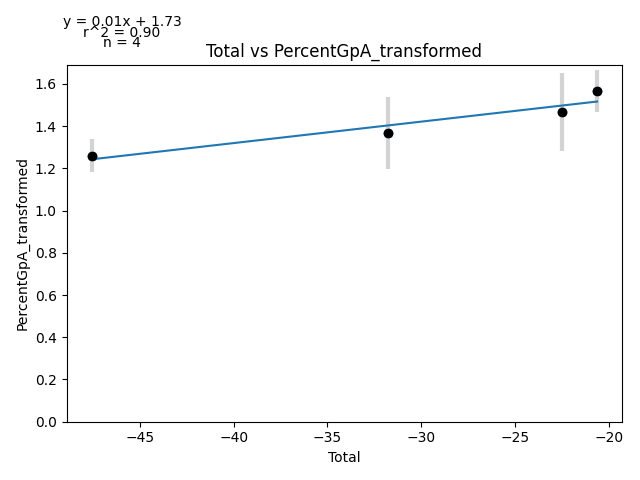 y = 0.01x + 1.73
r^2 = 0.90
n = 4
Total vs PercentGpA_transformed
PercentGpA_transformed
1.6
1.4
1.2
1.0
0.8
0.6
0.4
0.2
0.0
−45 −40 −35 −30 −25 −20
Total